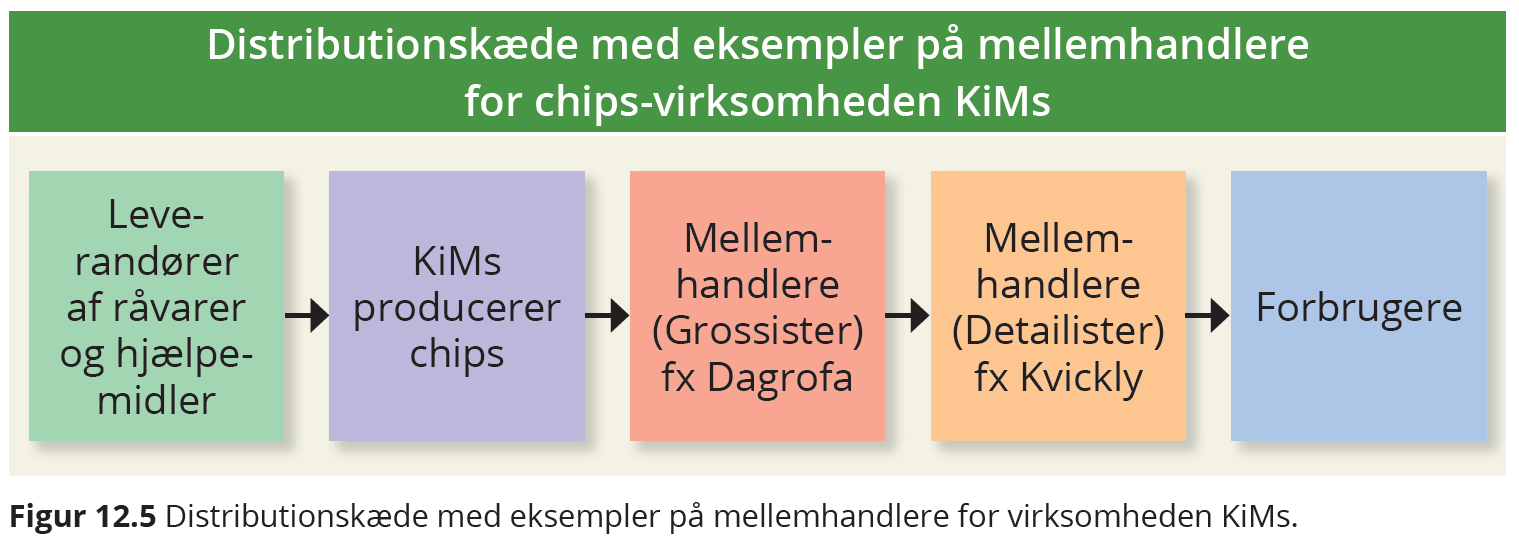 Distributionskæde med eksempler på mellemhandlere
for chips-virksomheden KiMs
Leve-
randører
af råvarer
og hjælpe-
midler
KiMs
producerer
chips
Mellem-
handlere
(Grossister)
fx Dagrofa
Mellem-
handlere
(Detailister)
fx Kvickly
Forbrugere
Figur 12.5 Distributionskæde med eksempler på mellemhandlere for virksomheden KiMs.